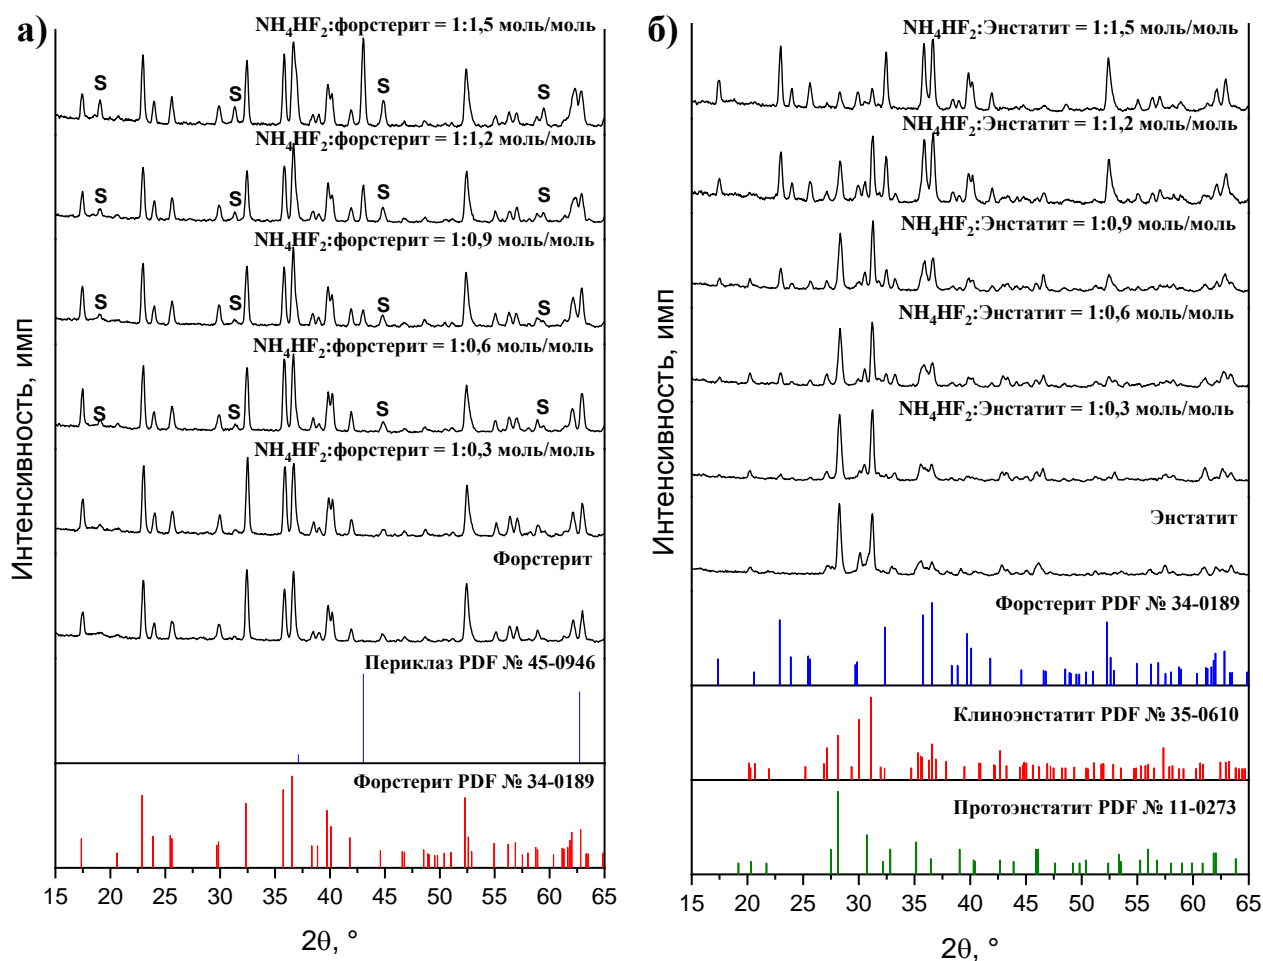 а)
NH₄HF₂:форстерит = 1:1,5 моль/моль
S S S S
NH₄HF₂:форстерит = 1:1,2 моль/моль
S S S S
NH₄HF₂:форстерит = 1:0,9 моль/моль
S S S S
NH₄HF₂:форстерит = 1:0,6 моль/моль
S S S S
NH₄HF₂:форстерит = 1:0,3 моль/моль
Форстерит
Периклаз PDF № 45-0946
Форстерит PDF № 34-0189
15 20 25 30 35 40 45 50 55 60 65
2θ, °
Интенсивность, имп
б)
NH₄HF₂:Энстатит = 1:1,5 моль/моль
NH₄HF₂:Энстатит = 1:1,2 моль/моль
NH₄HF₂:Энстатит = 1:0,9 моль/моль
NH₄HF₂:Энстатит = 1:0,6 моль/моль
NH₄HF₂:Энстатит = 1:0,3 моль/моль
Энстатит
Форстерит PDF № 34-0189
Клиноэнстатит PDF № 35-0610
Протоэнстатит PDF № 11-0273
15 20 25 30 35 40 45 50 55 60 65
2θ, °
Интенсивность, имп